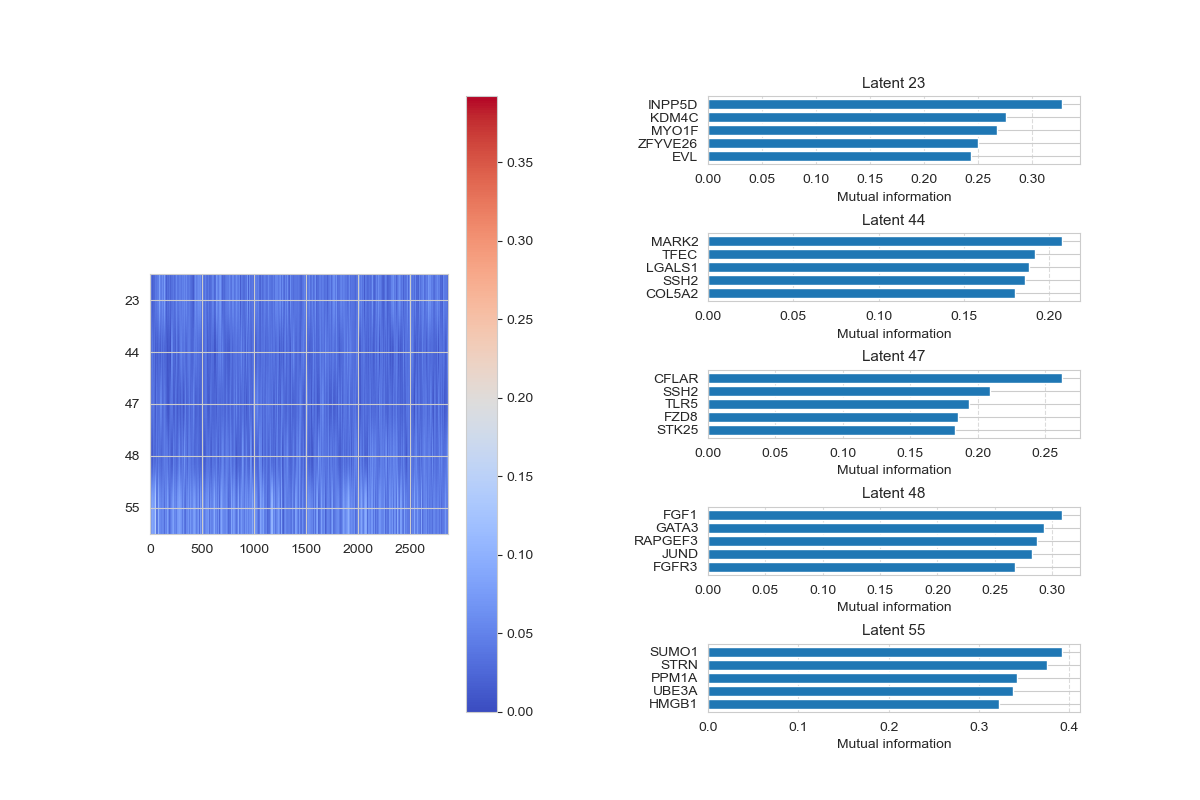 23
44
47
48
55
0 500 1000 1500 2000 2500
0.35
0.30
0.25
0.20
0.15
0.10
0.05
0.00
Latent 23
INPP5D
KDM4C
MYO1F
ZFYVE26
EVL
0.00 0.05 0.10 0.15 0.20 0.25 0.30
Mutual information
Latent 44
MARK2
TFEC
LGALS1
SSH2
COL5A2
0.00 0.05 0.10 0.15 0.20
Mutual information
Latent 47
CFLAR
SSH2
TLR5
FZD8
STK25
0.00 0.05 0.10 0.15 0.20 0.25
Mutual information
Latent 48
FGF1
GATA3
RAPGEF3
JUND
FGFR3
0.00 0.05 0.10 0.15 0.20 0.25 0.30
Mutual information
Latent 55
SUMO1
STRN
PPM1A
UBE3A
HMGB1
0.0 0.1 0.2 0.3 0.4
Mutual information